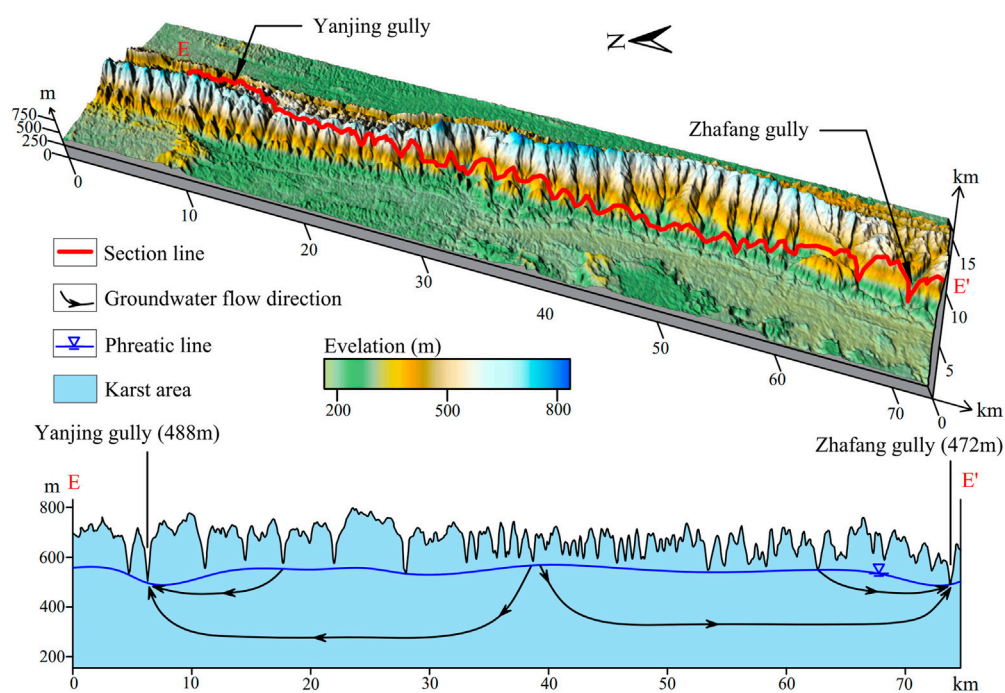 Yanjing gully
E
N
m
750
500
250
0
Zhafang gully
km
15
10
5
0
E'
0
10
20
30
40
50
60
70
km
Section line
Groundwater flow direction
Phreatic line
Karst area
Evelation (m)
200 500 800
Yanjing gully (488m)
Zhafang gully (472m)
m E
E'
800
600
400
200
0 10 20 30 40 50 60 70 km